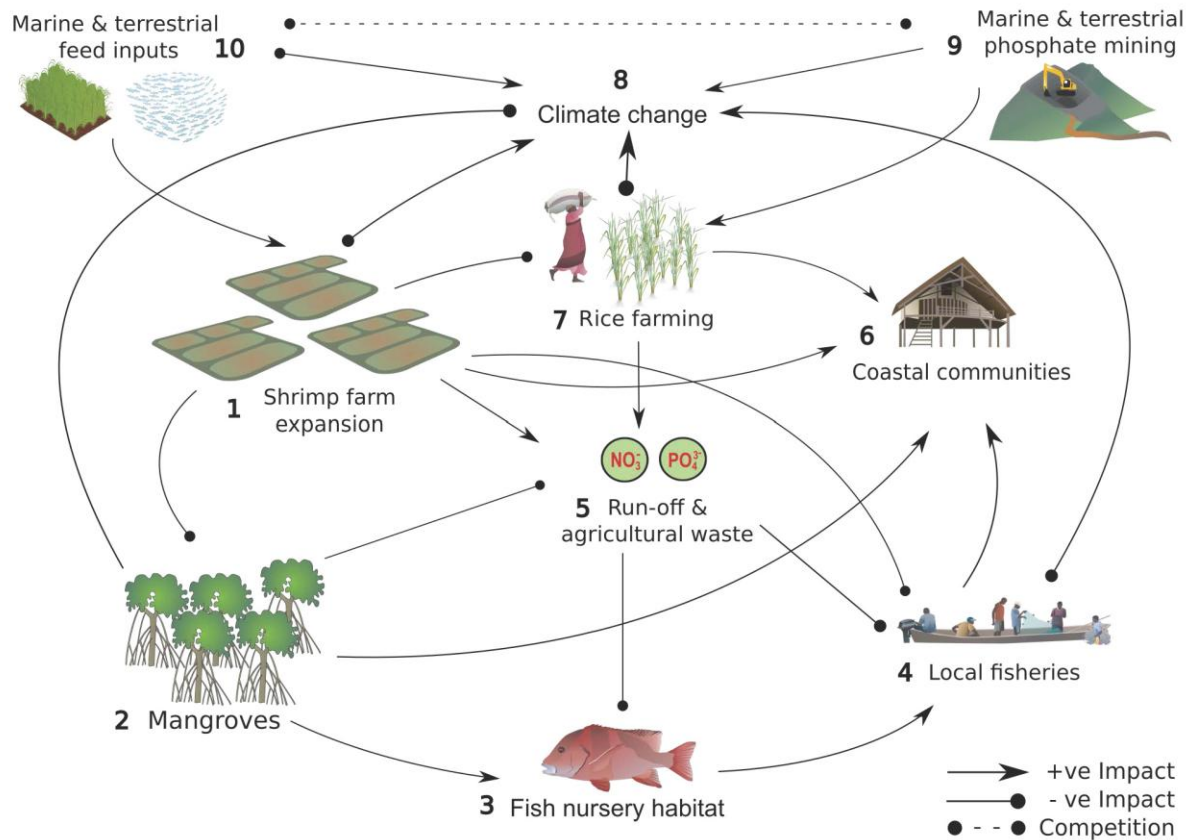 Marine & terrestrial
feed inputs 10
Marine & terrestrial
9 phosphate mining
8
Climate change
7 Rice farming
6
Coastal communities
1 Shrimp farm
expansion
NO₃⁻ PO₄³⁻
5 Run-off &
agricultural waste
4 Local fisheries
2 Mangroves
3 Fish nursery habitat
+ve Impact
- ve Impact
Competition